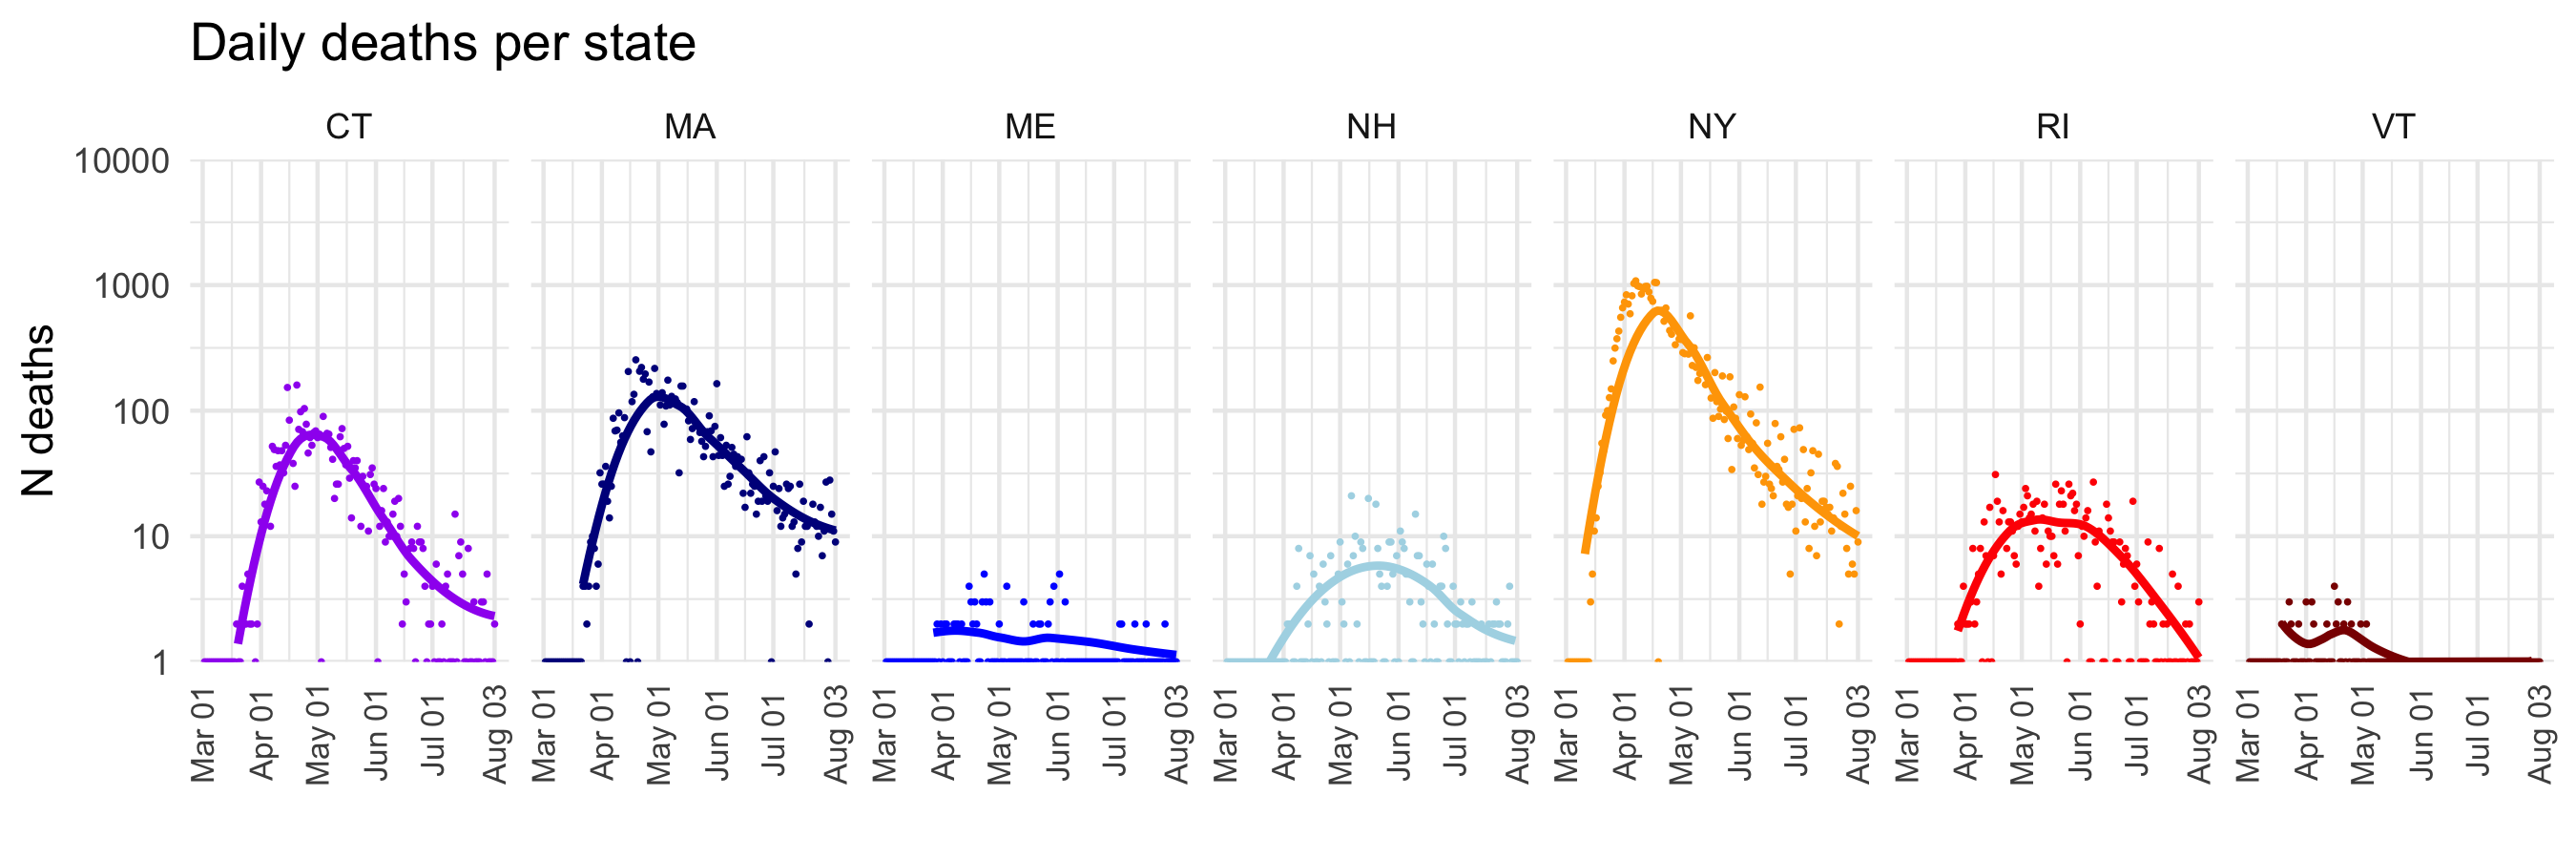 Daily deaths per state
CT MA ME NH NY RI VT
10000
1000
100
10
1
N deaths
Mar 01 Apr 01 May 01 Jun 01 Jul 01 Aug 03 Mar 01 Apr 01 May 01 Jun 01 Jul 01 Aug 03 Mar 01 Apr 01 May 01 Jun 01 Jul 01 Aug 03 Mar 01 Apr 01 May 01 Jun 01 Jul 01 Aug 03 Mar 01 Apr 01 May 01 Jun 01 Jul 01 Aug 03 Mar 01 Apr 01 May 01 Jun 01 Jul 01 Aug 03 Mar 01 Apr 01 May 01 Jun 01 Jul 01 Aug 03